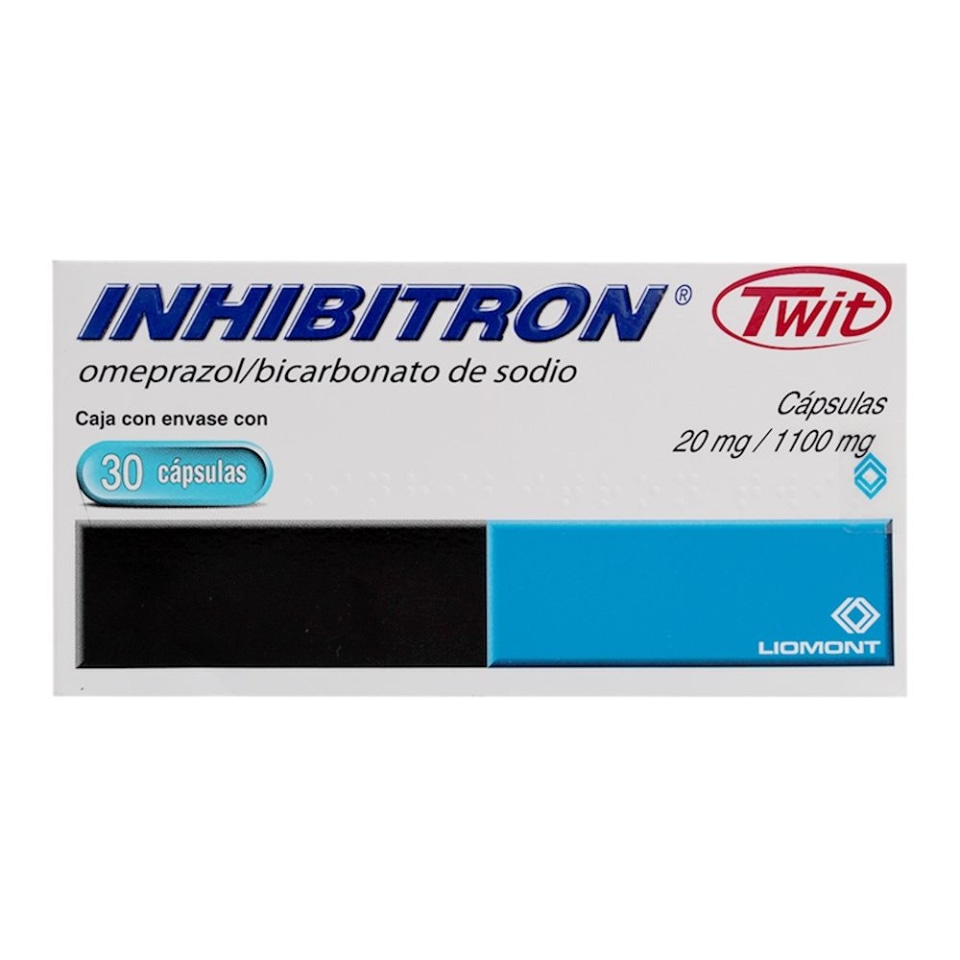 INHIBITRON® Twit
omeprazol/bicarbonato de sodio
Caja con envase con
30 cápsulas
Cápsulas
20 mg / 1100 mg
LIOMONT